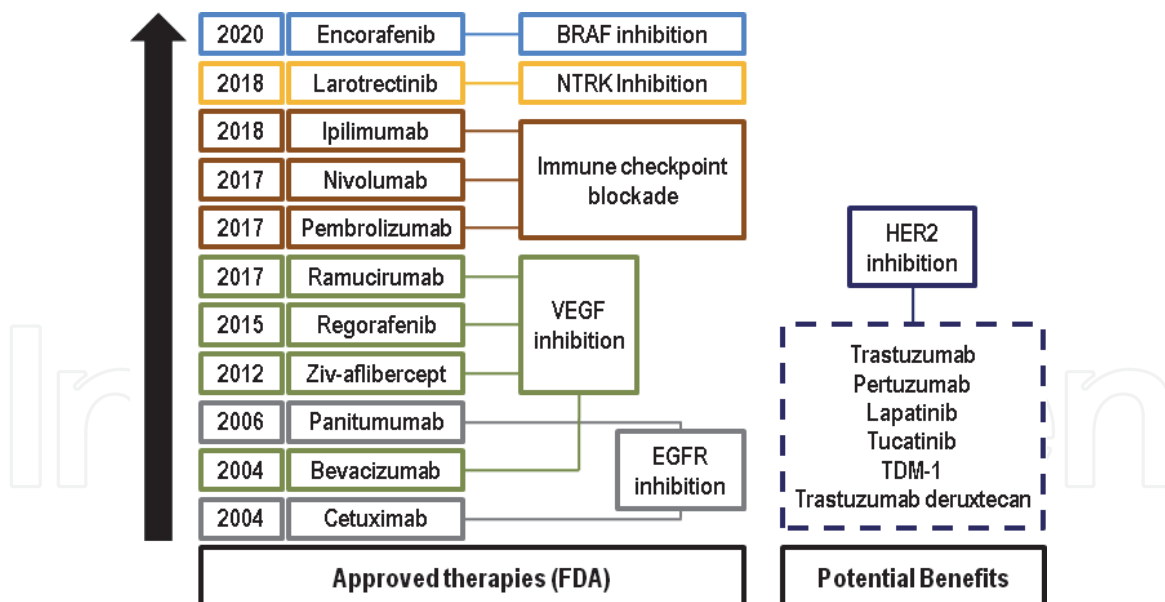 2020 Encorafenib BRAF inhibition
2018 Larotrectinib NTRK Inhibition
2018 Ipilimumab
2017 Nivolumab
2017 Pembrolizumab
Immune checkpoint
blockade
2017 Ramucirumab
2015 Regorafenib
2012 Ziv-aflibercept
VEGF
inhibition
2006 Panitumumab
2004 Bevacizumab
2004 Cetuximab
EGFR
inhibition
Approved therapies (FDA)
HER2
inhibition
Trastuzumab
Pertuzumab
Lapatinib
Tucatinib
TDM-1
Trastuzumab deruxtecan
Potential Benefits
In
en